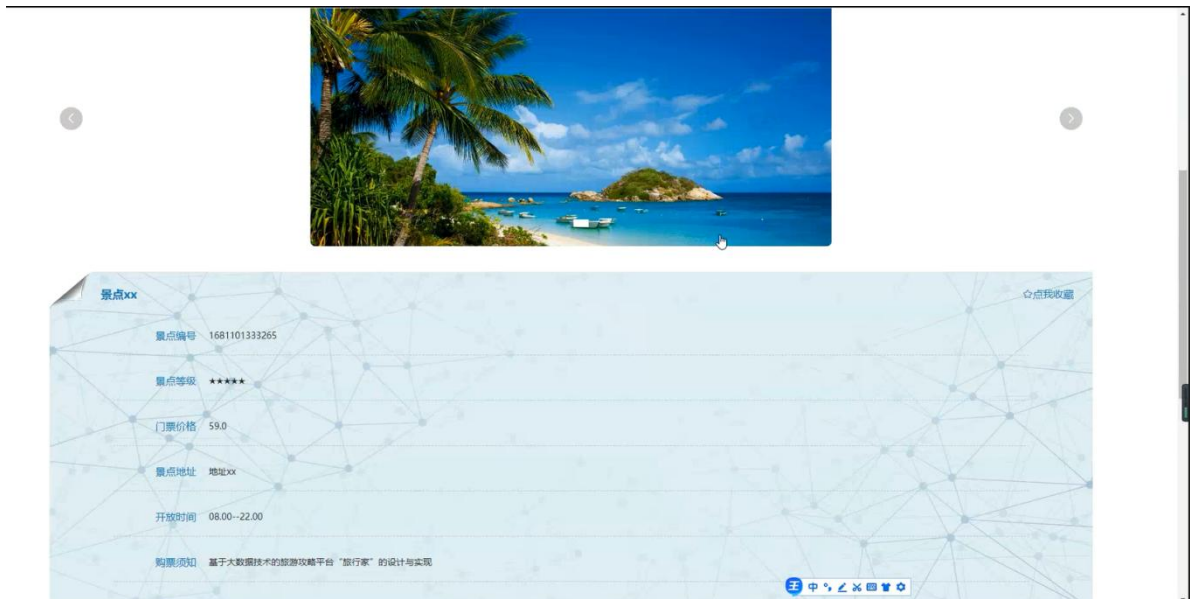 景点xx
☆点我收藏
景点编号 1681101333265
景点等级 ★★★★★
门票价格 59.0
景点地址 地址xx
开放时间 08.00--22.00
购票须知 基于大数据技术的旅游攻略平台“旅行家”的设计与实现
王 中